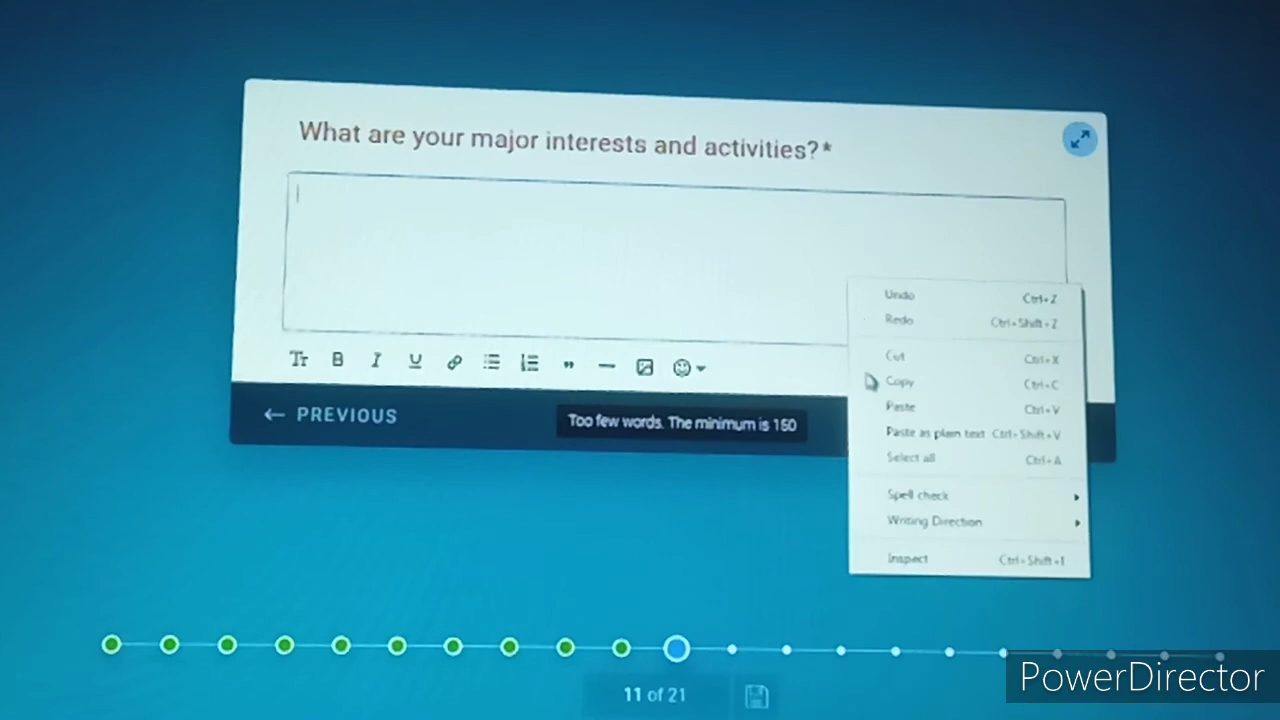 What are your major interests and activities?*
Undo Ctrl+Z
Redo Ctrl+Shift+Z
Cut Ctrl+X
Copy Ctrl+C
Paste Ctrl+V
Paste as plain text Ctrl+Shift+V
Select all Ctrl+A
Spell check
Writing Direction
Inspect Ctrl+Shift+I
Tr B I U
← PREVIOUS
Too few words. The minimum is 150
11 of 21
PowerDirector